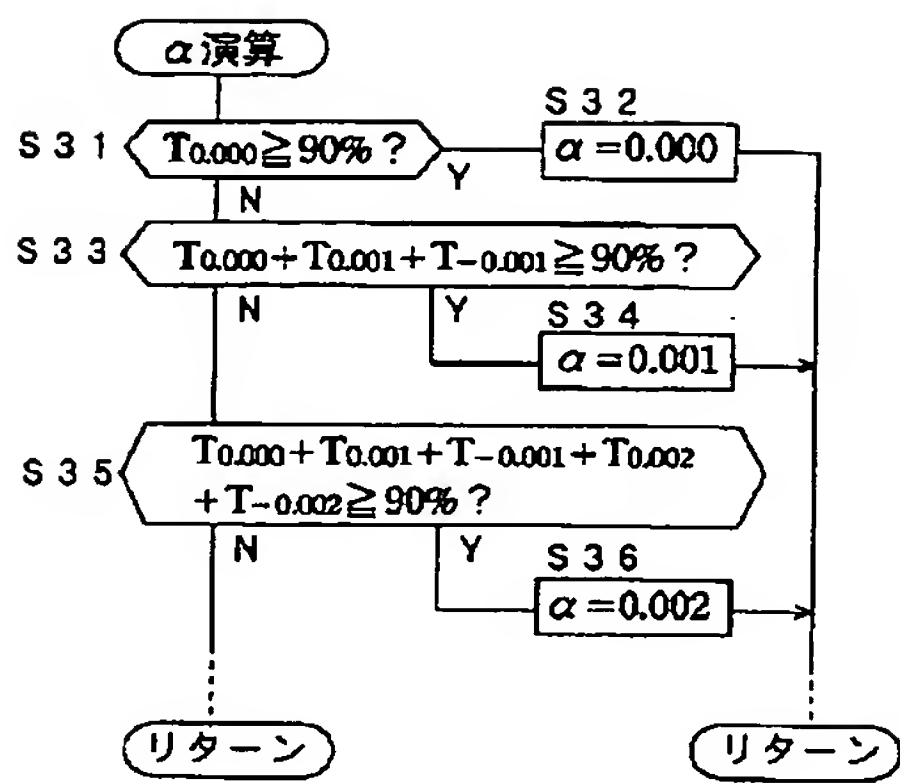 α演算
S31
T0.000≧90%?
Y
S32
α=0.000
N
S33
T0.000+T0.001+T-0.001≧90%?
N
Y
S34
α=0.001
S35
T0.000+T0.001+T-0.001+T0.002
+T-0.002≧90%?
N
Y
S36
α=0.002
リターン
リターン